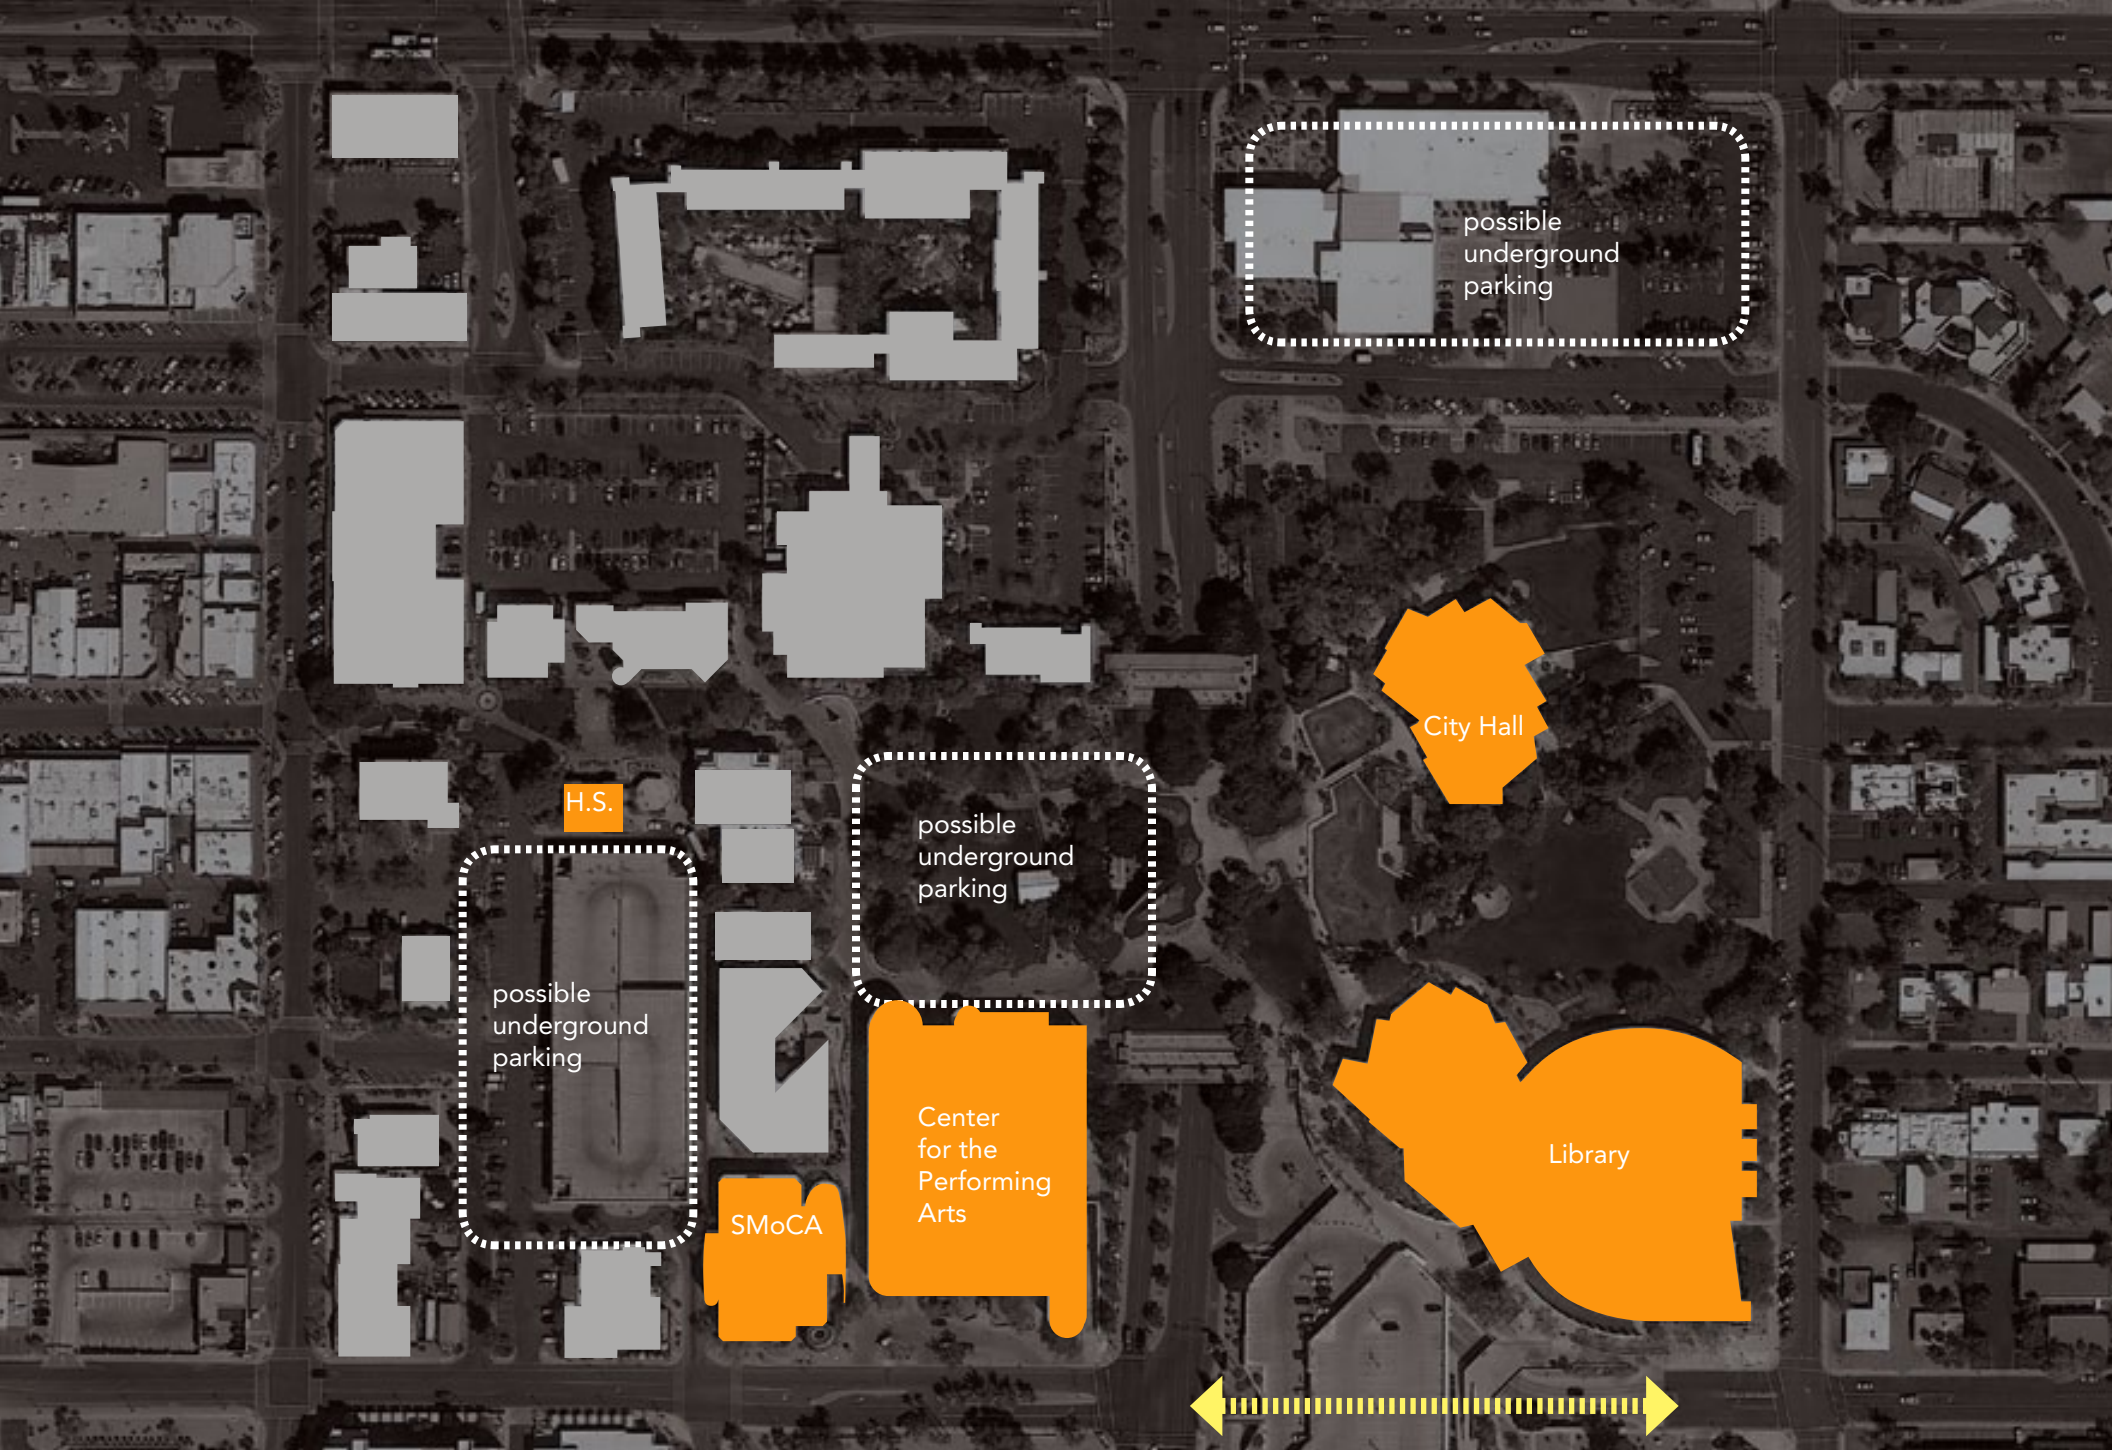 possible
underground
parking
City Hall
H.S.
possible
underground
parking
possible
underground
parking
Center
for the
Performing
Arts
Library
SMoCA